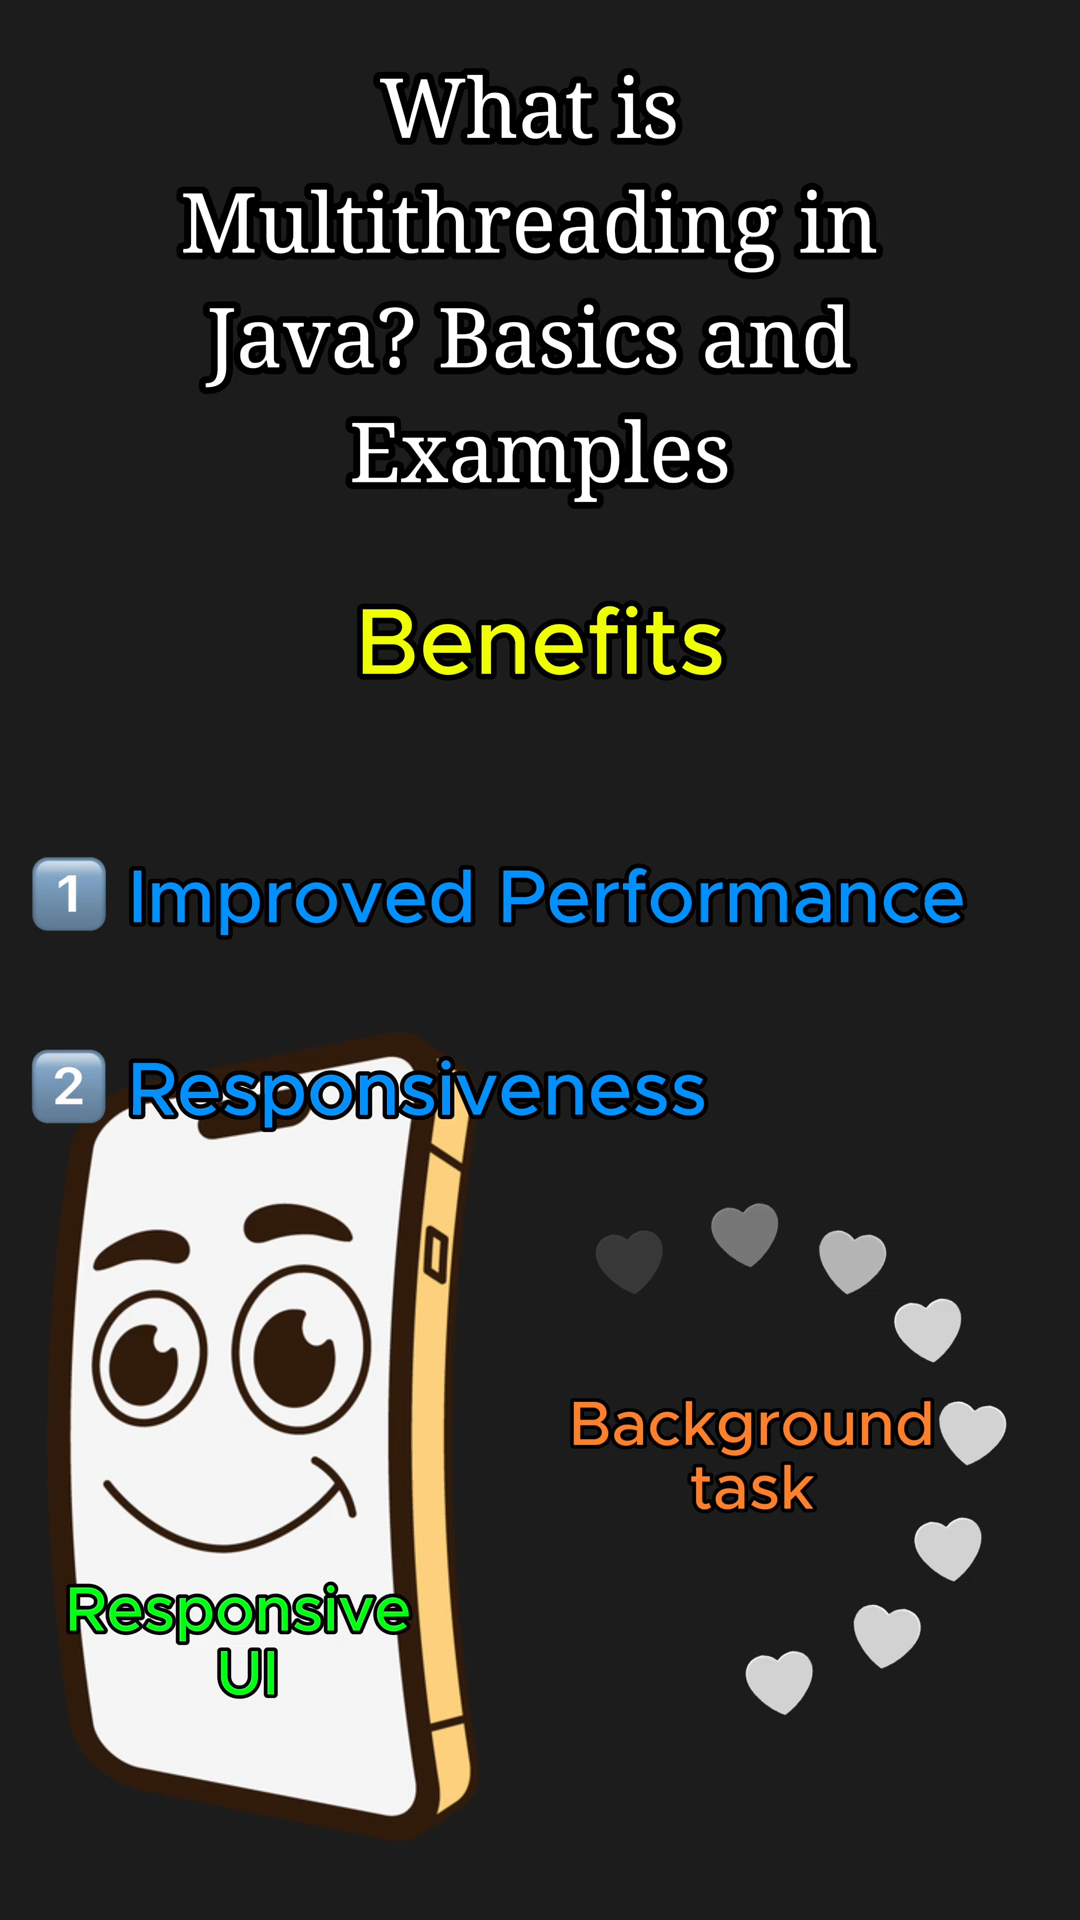 What is
Multithreading in
Java? Basics and
Examples
Benefits
1 Improved Performance
2 Responsiveness
Background
task
Responsive
UI